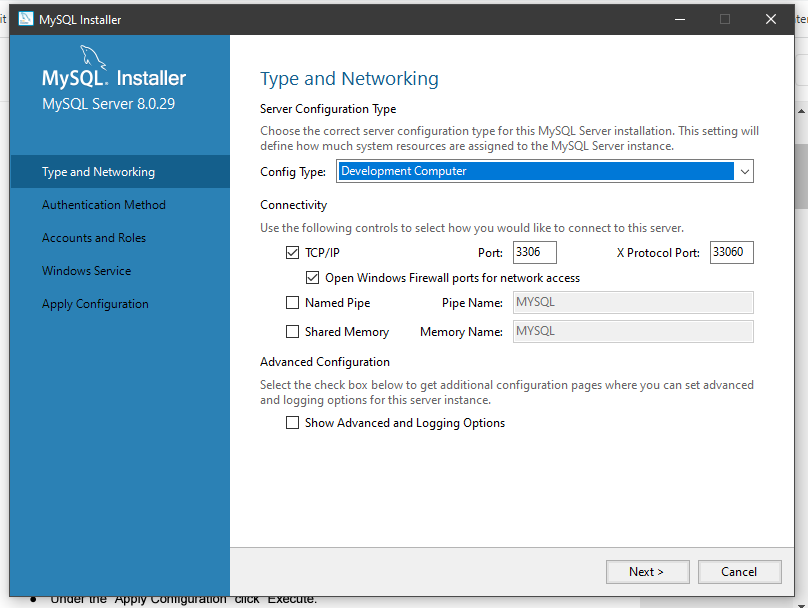 MySQL Installer
MySQL. Installer
MySQL Server 8.0.29
Type and Networking
Authentication Method
Accounts and Roles
Windows Service
Apply Configuration
Type and Networking
Server Configuration Type
Choose the correct server configuration type for this MySQL Server installation. This setting will
define how much system resources are assigned to the MySQL Server instance.
Config Type: Development Computer
Connectivity
Use the following controls to select how you would like to connect to this server.
TCP/IP Port: 3306 X Protocol Port: 33060
Open Windows Firewall ports for network access
Named Pipe Pipe Name: MYSQL
Shared Memory Memory Name: MYSQL
Advanced Configuration
Select the check box below to get additional configuration pages where you can set advanced
and logging options for this server instance.
Show Advanced and Logging Options
Next > Cancel
Under the "Apply Configuration" click "Execute.